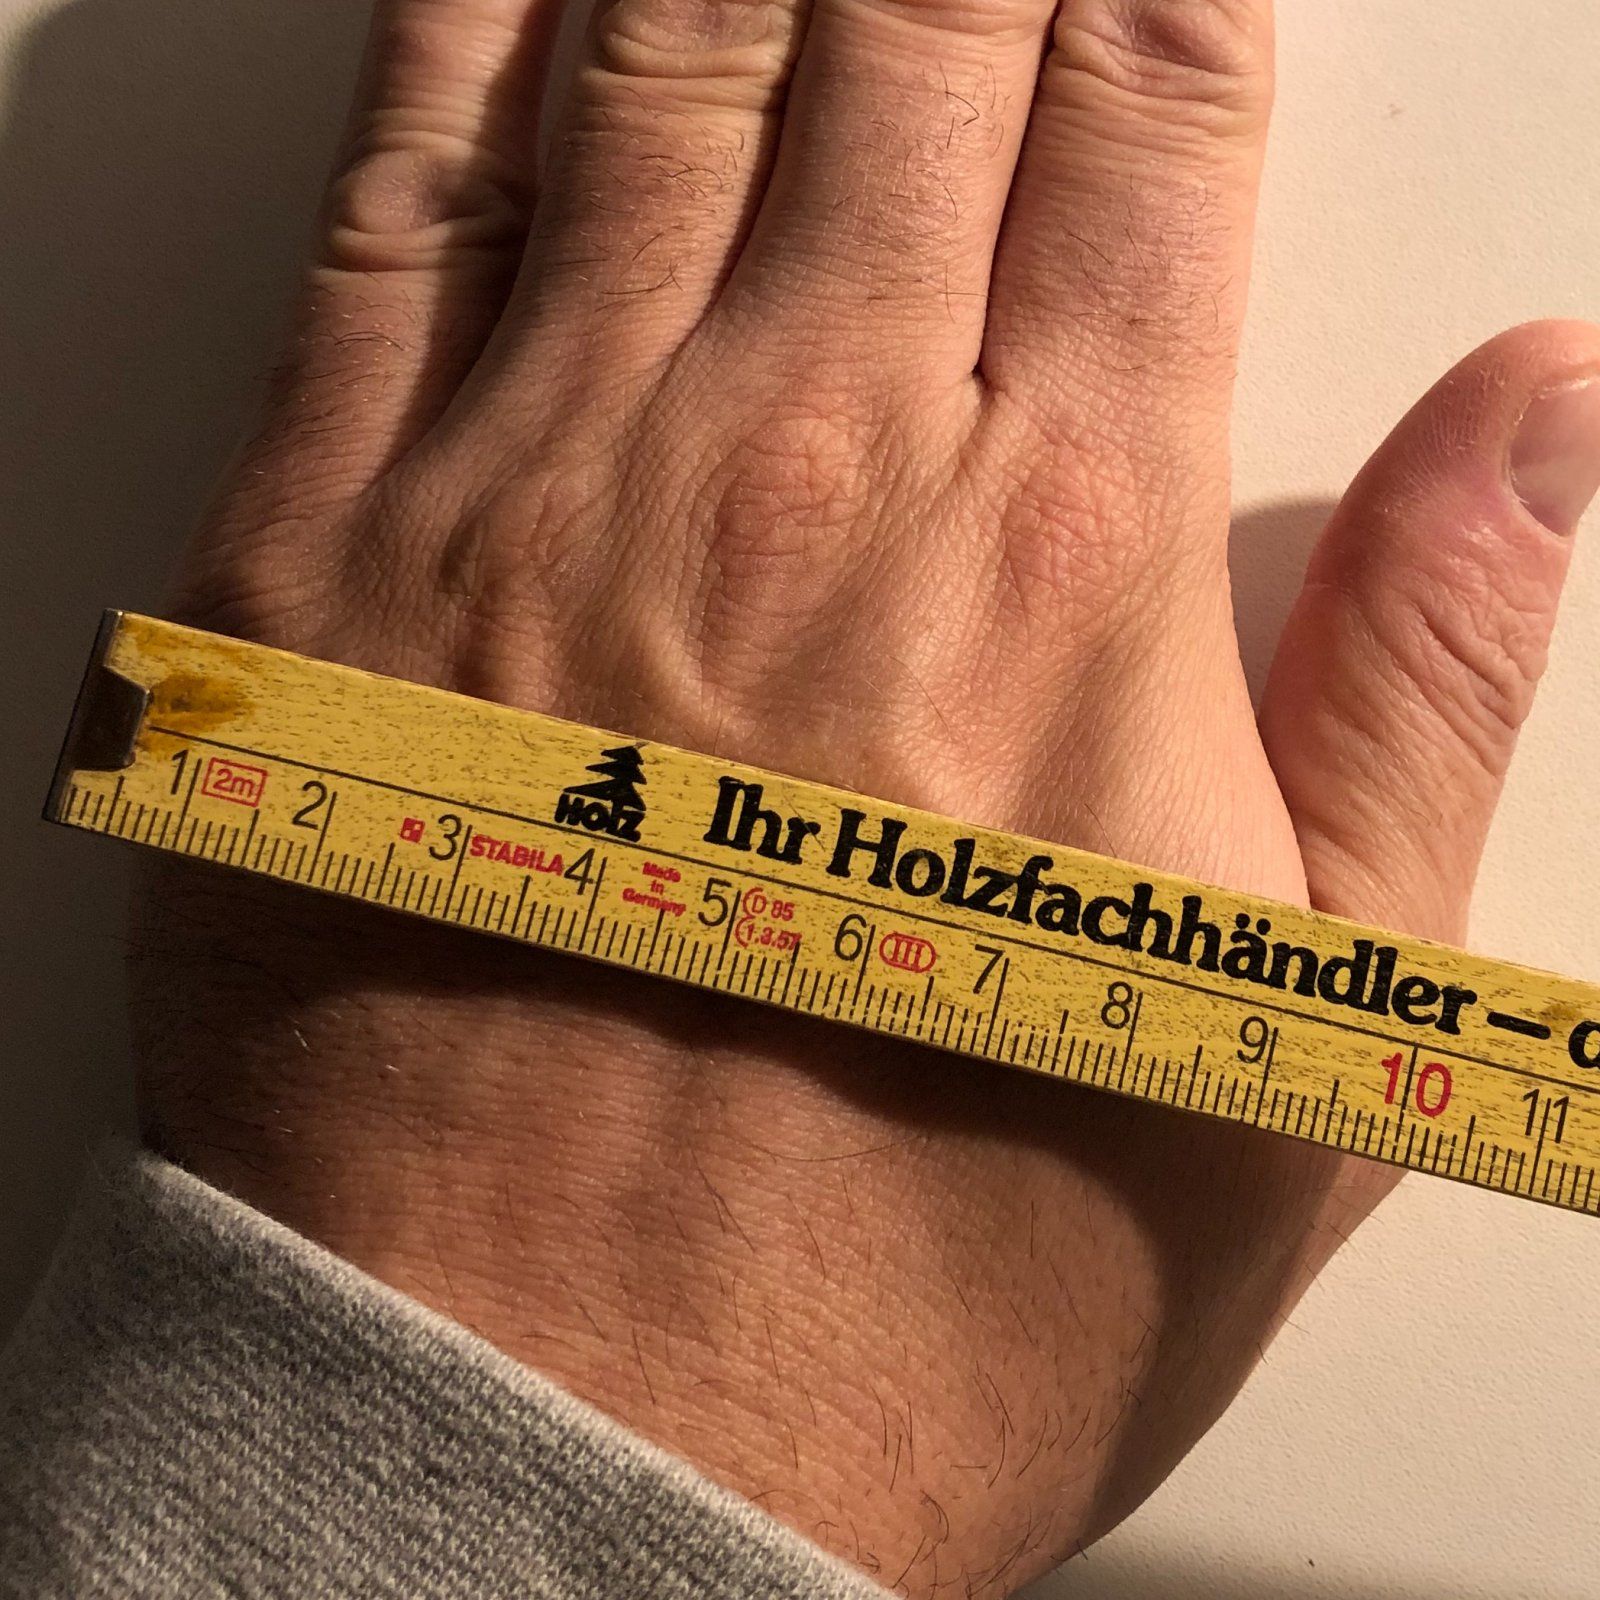 HOLZ Ihr Holzfachhändler –
1 2m 2 3 STABILA 4 Made in Germany 5 D 85 1.3.57 6 III 7 8 9 10 11